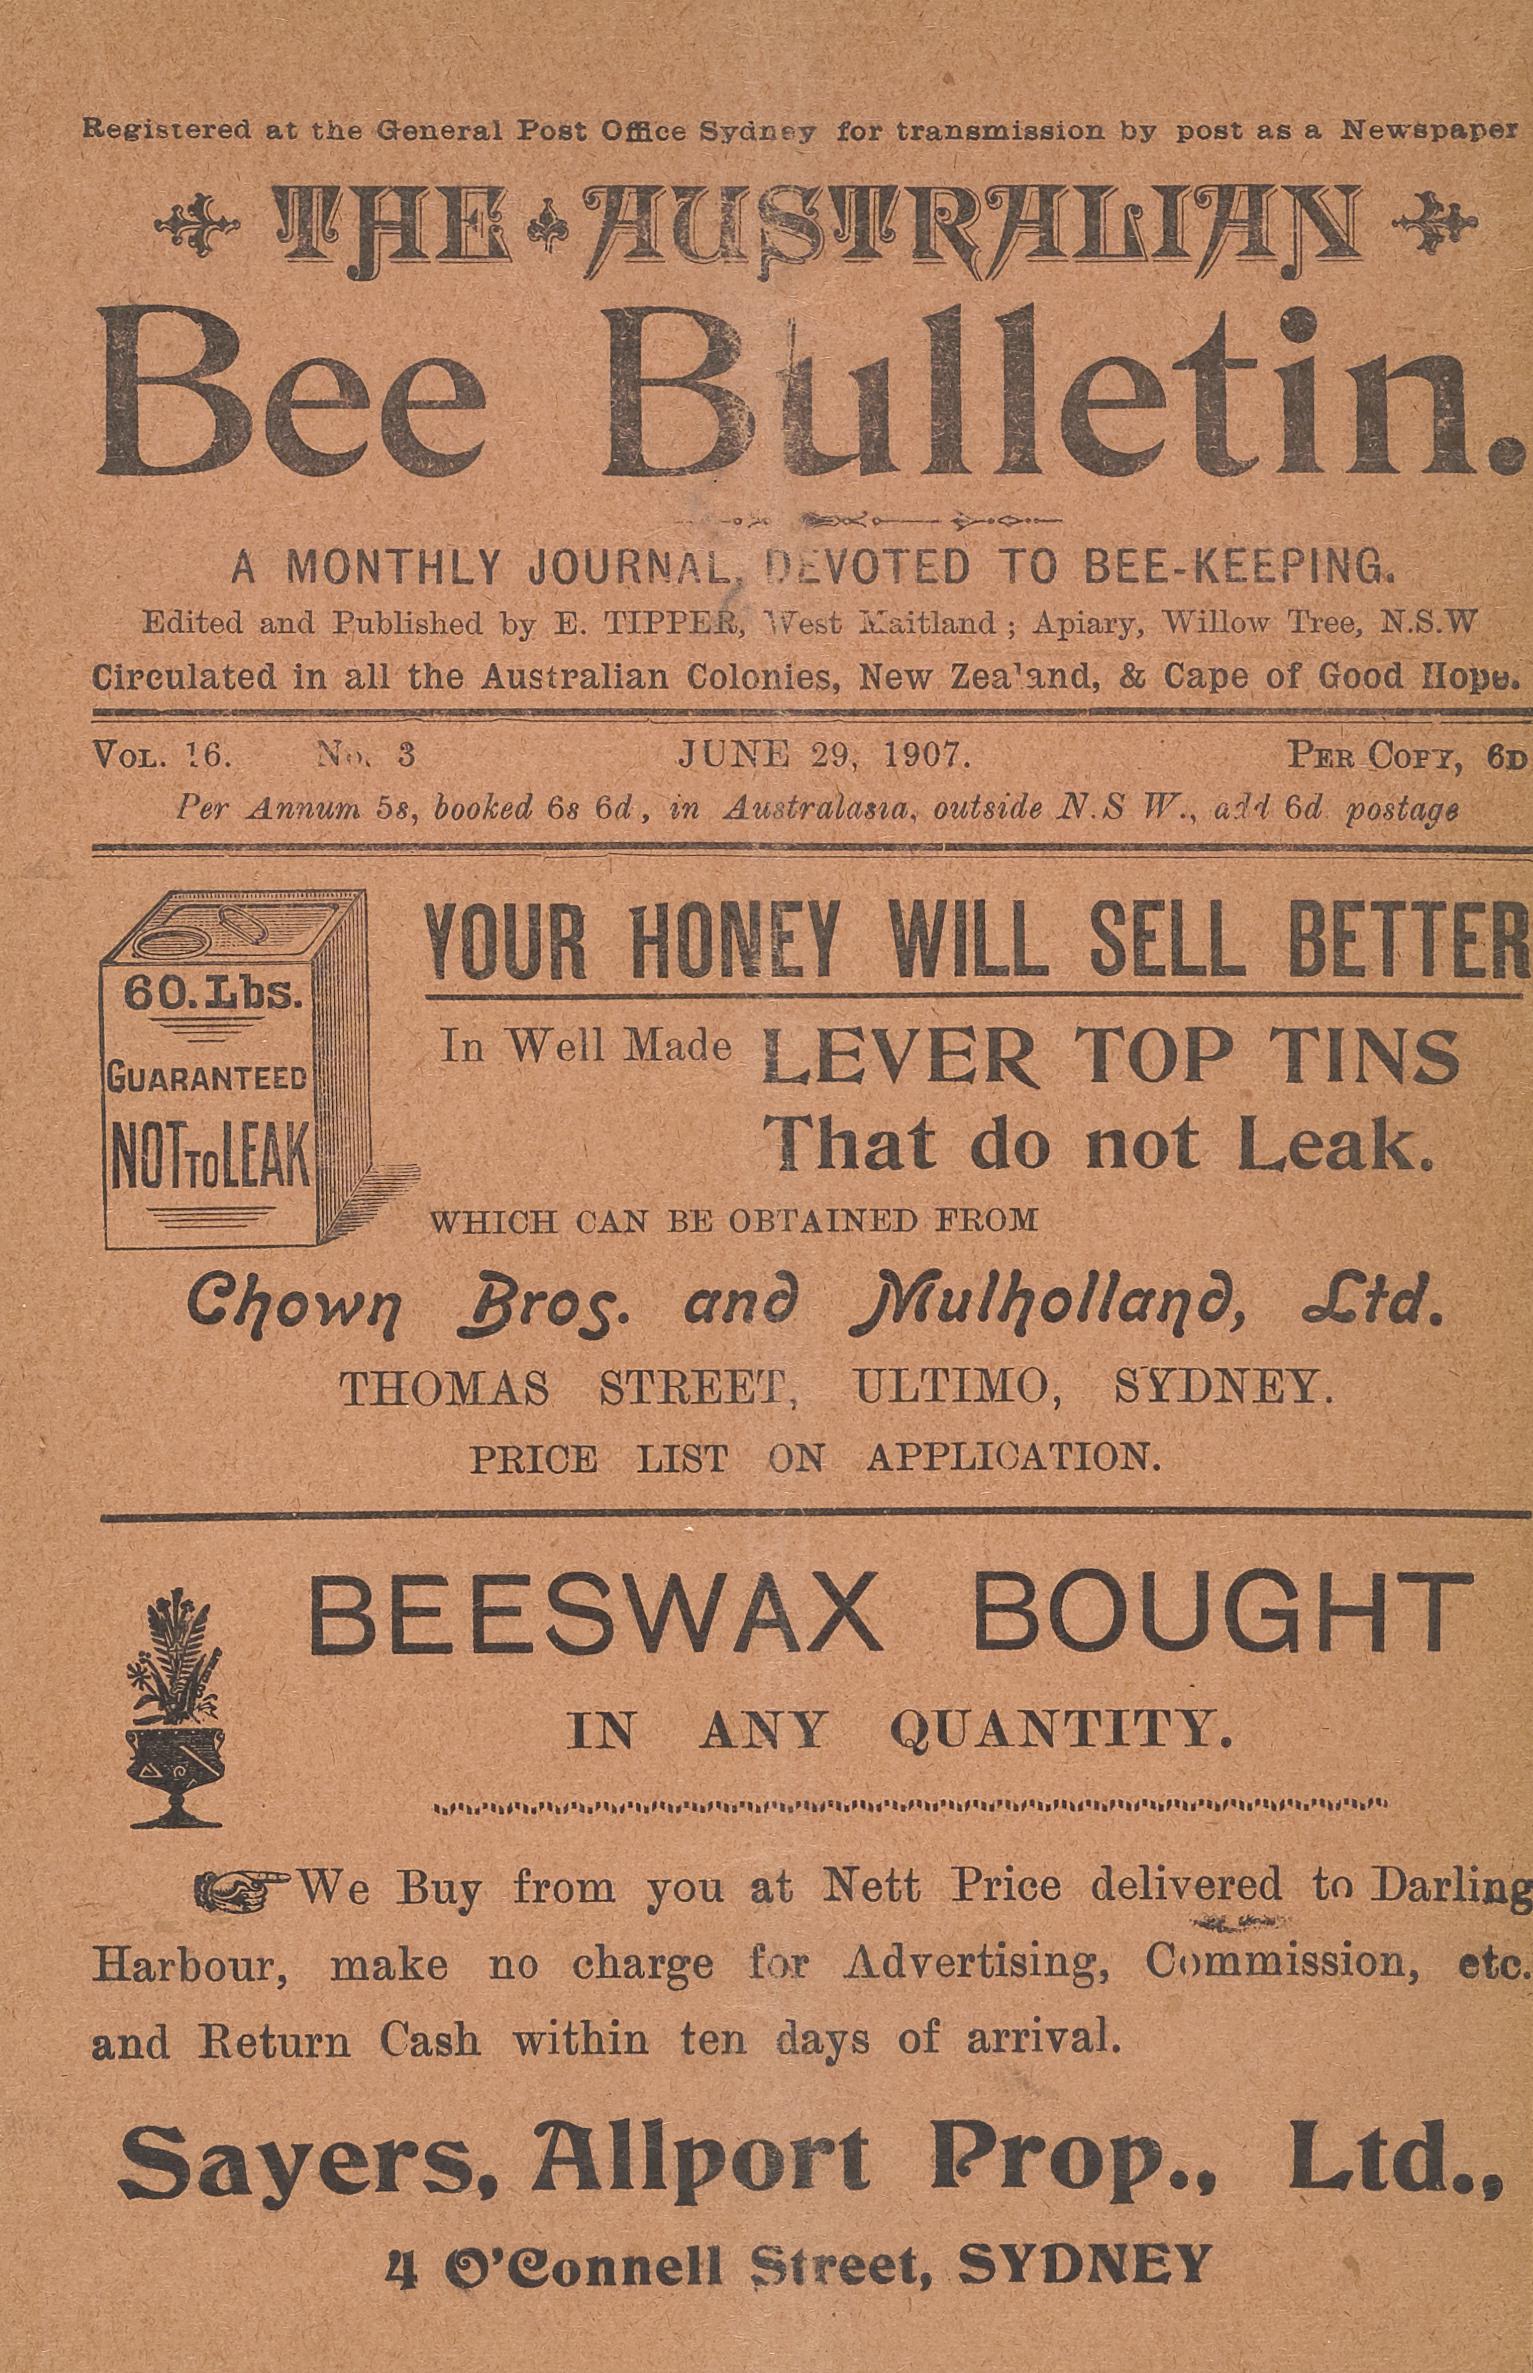 Registered at the General Post Office Sydney for transmission by post as a Newspaper
THE AUSTRALIAN
Bee Bulletin.
A MONTHLY JOURNAL, DEVOTED TO BEE-KEEPING.
Edited and Published by E. TIPPER, West Maitland ; Apiary, Willow Tree, N.S.W
Circulated in all the Australian Colonies, New Zealand, & Cape of Good Hope.
VOL. 16. No. 3 JUNE 29, 1907. PER COPY, 6D
Per Annum 5s, booked 6s 6d, in Australasia, outside N.S W., add 6d postage
YOUR HONEY WILL SELL BETTER
60. Lbs.
GUARANTEED
NOT TO LEAK
In Well Made LEVER TOP TINS
That do not Leak.
WHICH CAN BE OBTAINED FROM
Chown Bros. and Mulholland, Ltd.
THOMAS STREET, ULTIMO, SYDNEY.
PRICE LIST ON APPLICATION.
BEESWAX BOUGHT
IN ANY QUANTITY.
We Buy from you at Nett Price delivered to Darling
Harbour, make no charge for Advertising, Commission, etc.
and Return Cash within ten days of arrival.
Sayers, Allport Prop., Ltd.,
4 O'Connell Street, SYDNEY